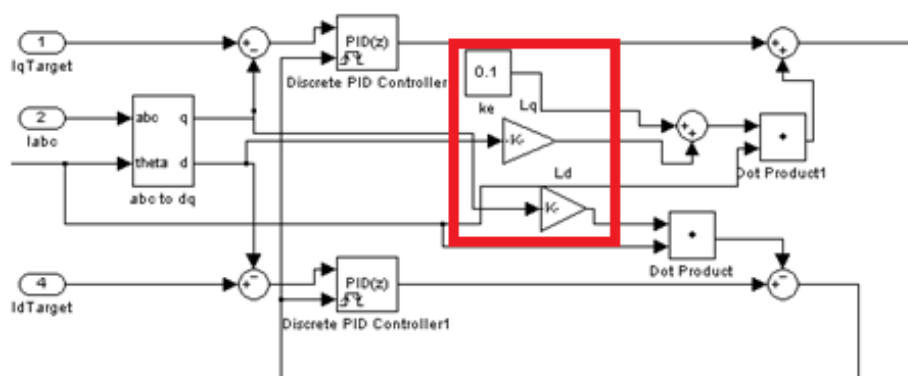 1
IqTarget
PID(z)
Discrete PID Controller
0.1
ke
Lq
2
Iabc
abc q
theta d
abc to dq
-K-
Dot Product1
Ld
-K-
Dot Product
4
IdTarget
PID(z)
Discrete PID Controller1